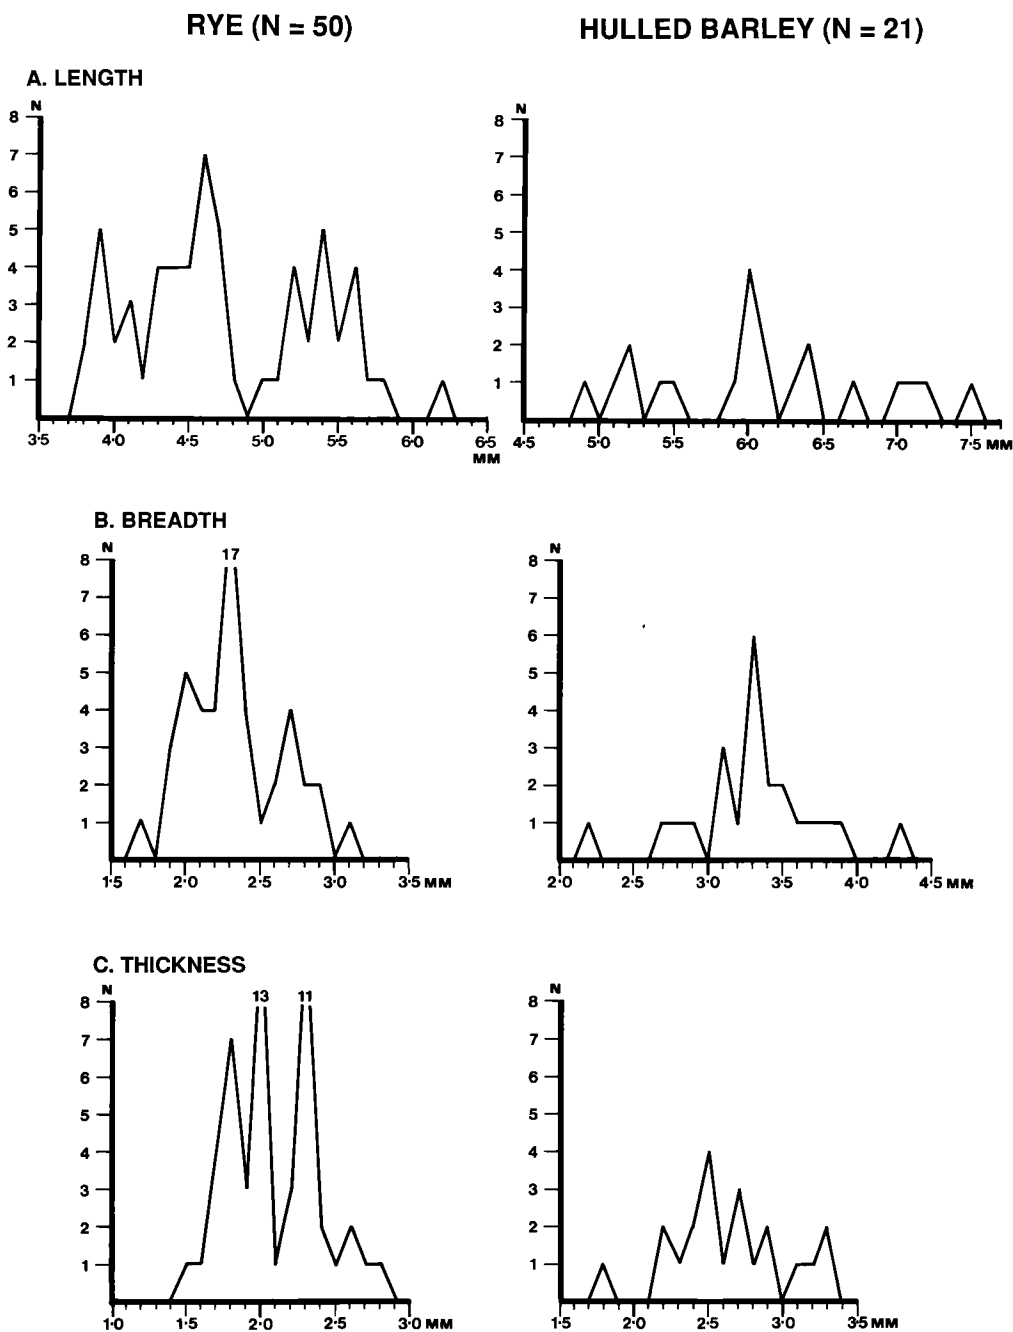 RYE (N = 50)
HULLED BARLEY (N = 21)
A. LENGTH
N
8
7
6
5
4
3
2
1
3·5 4·0 4·5 5·0 5·5 6·0 6·5
MM
N
8
7
6
5
4
3
2
1
4·5 5·0 5·5 6·0 6·5 7·0 7·5 MM
B. BREADTH
N
17
8
7
6
5
4
3
2
1
1·5 2·0 2·5 3·0 3·5 MM
N
8
7
6
5
4
3
2
1
2·0 2·5 3·0 3·5 4·0 4·5 MM
C. THICKNESS
N
13 11
8
7
6
5
4
3
2
1
1·0 1·5 2·0 2·5 3·0 MM
N
8
7
6
5
4
3
2
1
1·5 2·0 2·5 3·0 3·5 MM